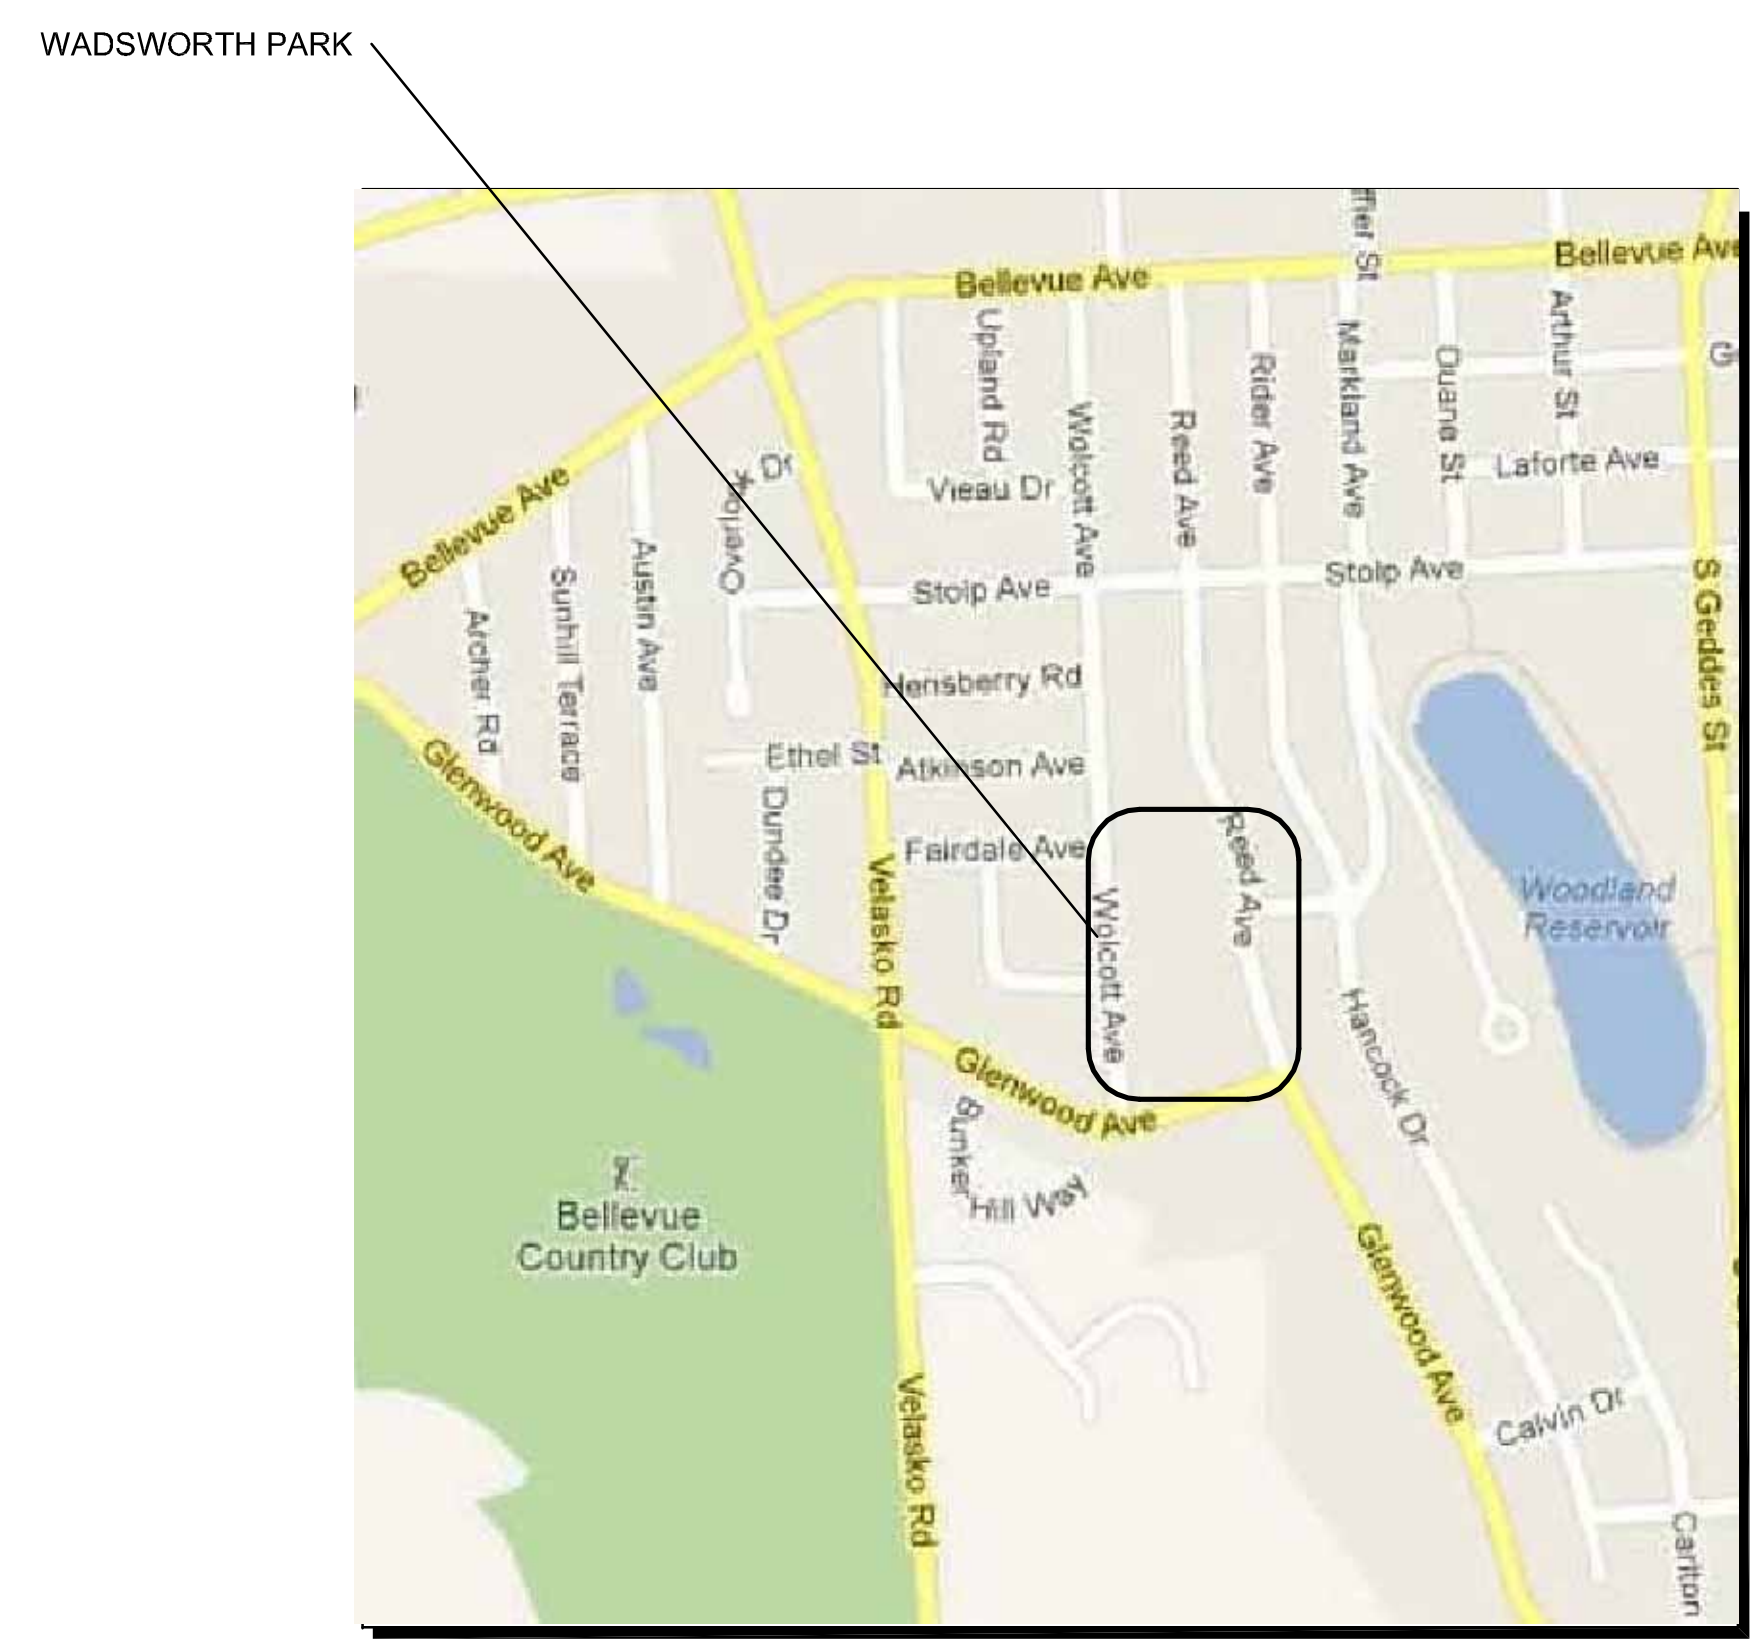 WADSWORTH PARK
Bellevue Ave
Bellevue Ave
Arthur St
Upland Rd
Markland Ave
Duane St
Rider Ave
Wolcott Ave
Reed Ave
Dr
Laforte Ave
Vieau Dr
Bellevue Ave
Overlook
Austin Ave
Sunhill Terrace
Archer Rd
Stolp Ave
Stolp Ave
S Geddes St
Hensberry Rd
Ethel St
Atkinson Ave
Glenwood Ave
Dundee Dr
Fairdale Ave
Reed Ave
Velasko Rd
Wolcott Ave
Woodland
Reservoir
Hancock Dr
Glenwood Ave
Bunker
Hill Way
Bellevue
Country Club
Glenwood Ave
Velasko Rd
Calvin Dr
Carlton